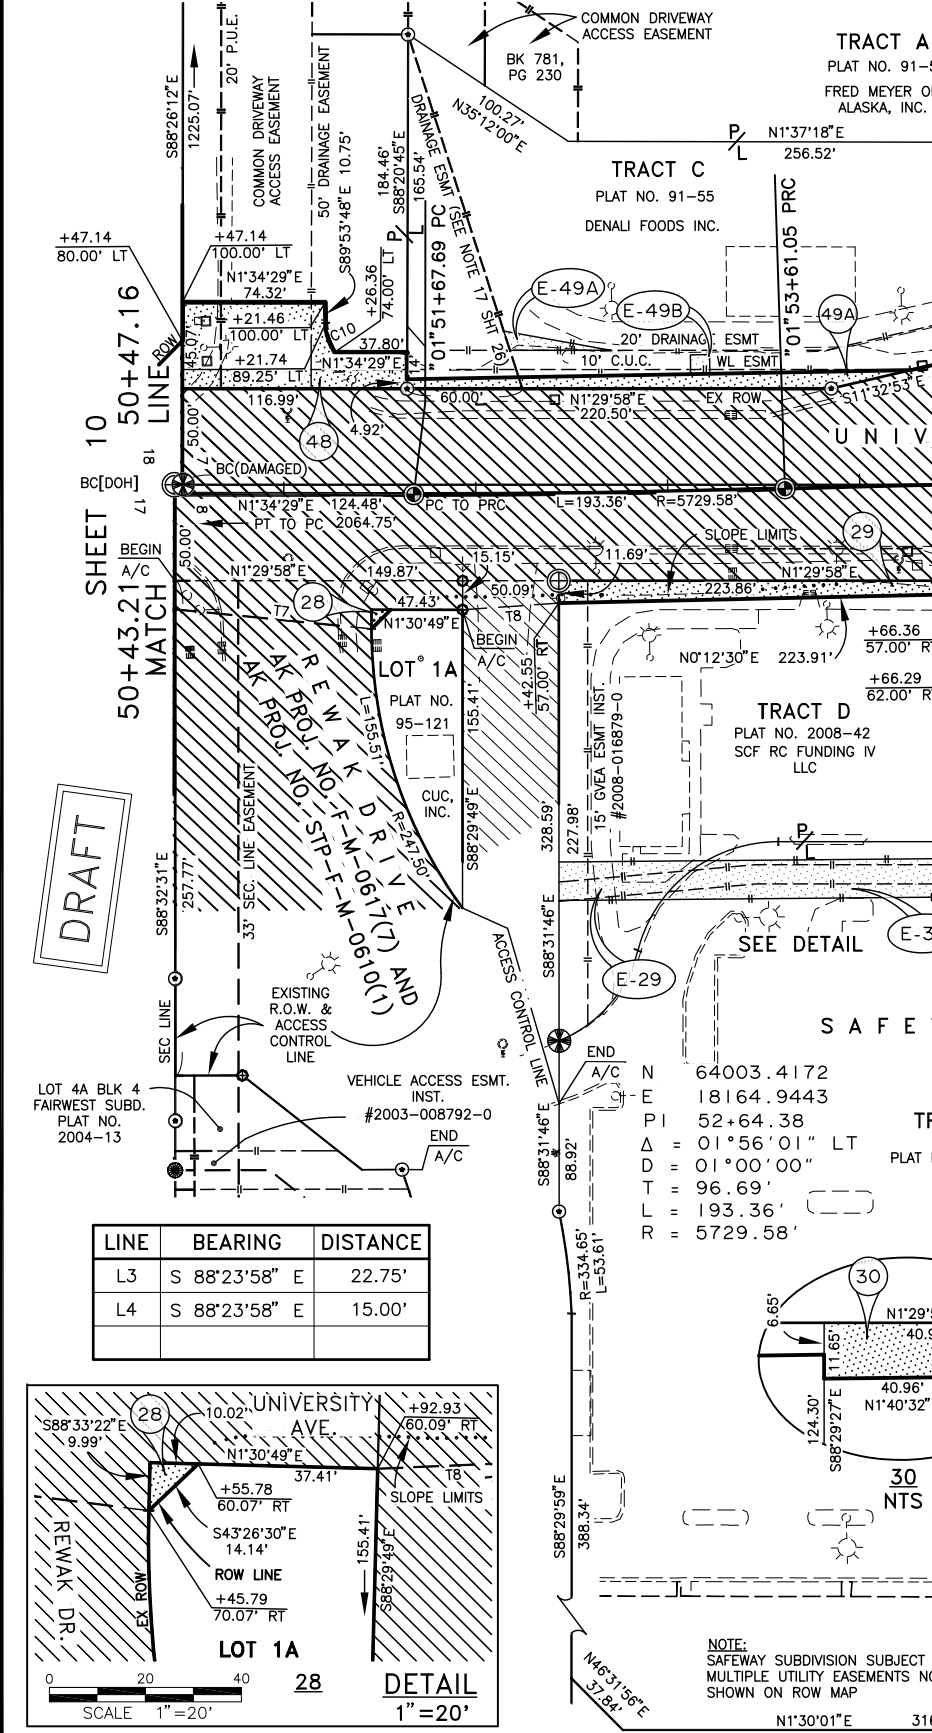 COMMON DRIVEWAY
ACCESS EASEMENT
BK 781,
PG 230
TRACT A
PLAT NO. 91-5
FRED MEYER O
ALASKA, INC.
S88°26'12"E
1225.07'
20' P.U.E.
COMMON DRIVEWAY
ACCESS EASEMENT
50' DRAINAGE EASEMENT
S89°53'48"E 10.75'
184.46'
S88°20'45"E
165.54'
DRAINAGE ESMT (SEE NOTE 17 SHT 26)
100.27'
N35°12'00"E
P
L
N1°37'18"E
256.52'
TRACT C
PLAT NO. 91-55
DENALI FOODS INC.
+47.14
80.00' LT
+47.14
100.00' LT
N1°34'29"E
74.32'
+21.46
100.00' LT
+21.74
89.25' LT
C10
+26.36
74.00' LT
P
L
37.80'
N1°34'29"E
"01"51+67.69 PC
"01"53+61.05 PRC
E-49A
E-49B
49A
20' DRAINAGE ESMT
10' C.U.C.
WL ESMT
ROW
45.07'
116.99'
48
4.92'
60.00'
N1°29'58"E
220.50'
EX ROW
S11°32'53"E
50.00'
U N I V
SHEET 10
50+47.16
LINE
50+43.21
MATCH
18
7
17
8
BC[DOH]
BC(DAMAGED)
N1°34'29"E
124.48'
PC TO PRC
L=193.36'
R=5729.58'
PT TO PC 2064.75'
BEGIN
A/C
50.00'
N1°29'58"E
149.87'
15.15'
11.69'
SLOPE LIMITS
29
N1°29'58"E
28
T7
47.43'
50.09'
T8
223.86'
N1°30'49"E
BEGIN
A/C
+42.55
57.00' RT
N0°12'30"E
223.91'
+66.36
57.00' R
+66.29
62.00' R
LOT 1A
PLAT NO.
95-121
CUC,
INC.
L=155.51'
R=247.50'
155.41'
S88°29'49"E
REWAK DRIVE
AK PROJ. NO. F-M-0617(7) AND
AK PROJ. NO. STP-F-M-0610(1)
15' GVEA ESMT INST.
#2008-016879-0
TRACT D
PLAT NO. 2008-42
SCF RC FUNDING IV
LLC
328.59'
227.98'
S88°31'46"E
DRAFT
S88°32'31"E
257.77'
33' SEC. LINE EASEMENT
P
L
SEE DETAIL
E-3
E-29
ACCESS CONTROL LINE
EXISTING
R.O.W. &
ACCESS
CONTROL
LINE
SEC LINE
S A F E
LOT 4A BLK 4
FAIRWEST SUBD.
PLAT NO.
2004-13
VEHICLE ACCESS ESMT.
INST.
#2003-008792-0
END
A/C
END
A/C
S88°31'46"E
88.92'
N 64003.4172
E 18164.9443
PI 52+64.38
Δ = 01°56'01" LT
D = 01°00'00"
T = 96.69'
L = 193.36'
R = 5729.58'
TR
PLAT
LINE BEARING DISTANCE
L3 S 88°23'58" E 22.75'
L4 S 88°23'58" E 15.00'
R=334.65'
L=53.61'
30
6.65'
11.65'
N1°29'5
40.9
40.96'
N1°40'32"
124.30'
S88°29'27"E
30
NTS
S88°29'59"E
388.34'
S88°33'22"E
9.99'
28
10.02'
UNIVERSITY
AVE.
+92.93
60.09' RT
N1°30'49"E
37.41'
T8
SLOPE LIMITS
+55.78
60.07' RT
S43°26'30"E
14.14'
ROW LINE
+45.79
70.07' RT
REWAK DR.
EX ROW
155.41'
S88°29'49"E
LOT 1A
0 20 40
SCALE 1"=20'
28
DETAIL
1"=20'
N46°31'56"E
37.84'
NOTE:
SAFEWAY SUBDIVISION SUBJECT
MULTIPLE UTILITY EASEMENTS NO
SHOWN ON ROW MAP
N1°30'01"E 316